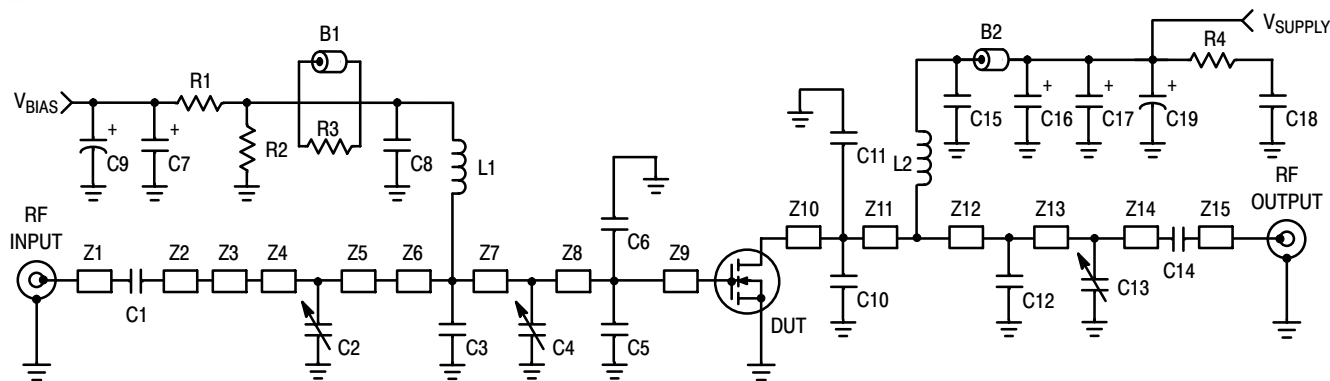 B1
B2
R4
V_SUPPLY
V_BIAS
R1
R3
R2
+
C9
+
C7
C8
L1
C11
L2
C15
+
C16
+
C17
+
C19
C18
RF
INPUT
C6
RF
OUTPUT
Z1
Z2
Z3
Z4
Z5
Z6
Z7
Z8
Z9
Z10
Z11
Z12
Z13
Z14
Z15
C1
C2
C3
C4
C5
DUT
C10
C12
C13
C14